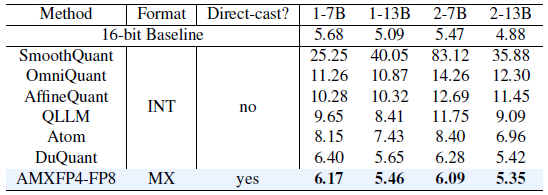 Method Format Direct-cast? 1-7B 1-13B 2-7B 2-13B
16-bit Baseline 5.68 5.09 5.47 4.88
SmoothQuant 25.25 40.05 83.12 35.88
OmniQuant 11.26 10.87 14.26 12.30
AffineQuant 10.28 10.32 12.69 11.45
INT no
QLLM 9.65 8.41 11.75 9.09
Atom 8.15 7.43 8.40 6.96
DuQuant 6.40 5.65 6.28 5.42
AMXFP4-FP8 MX yes 6.17 5.46 6.09 5.35